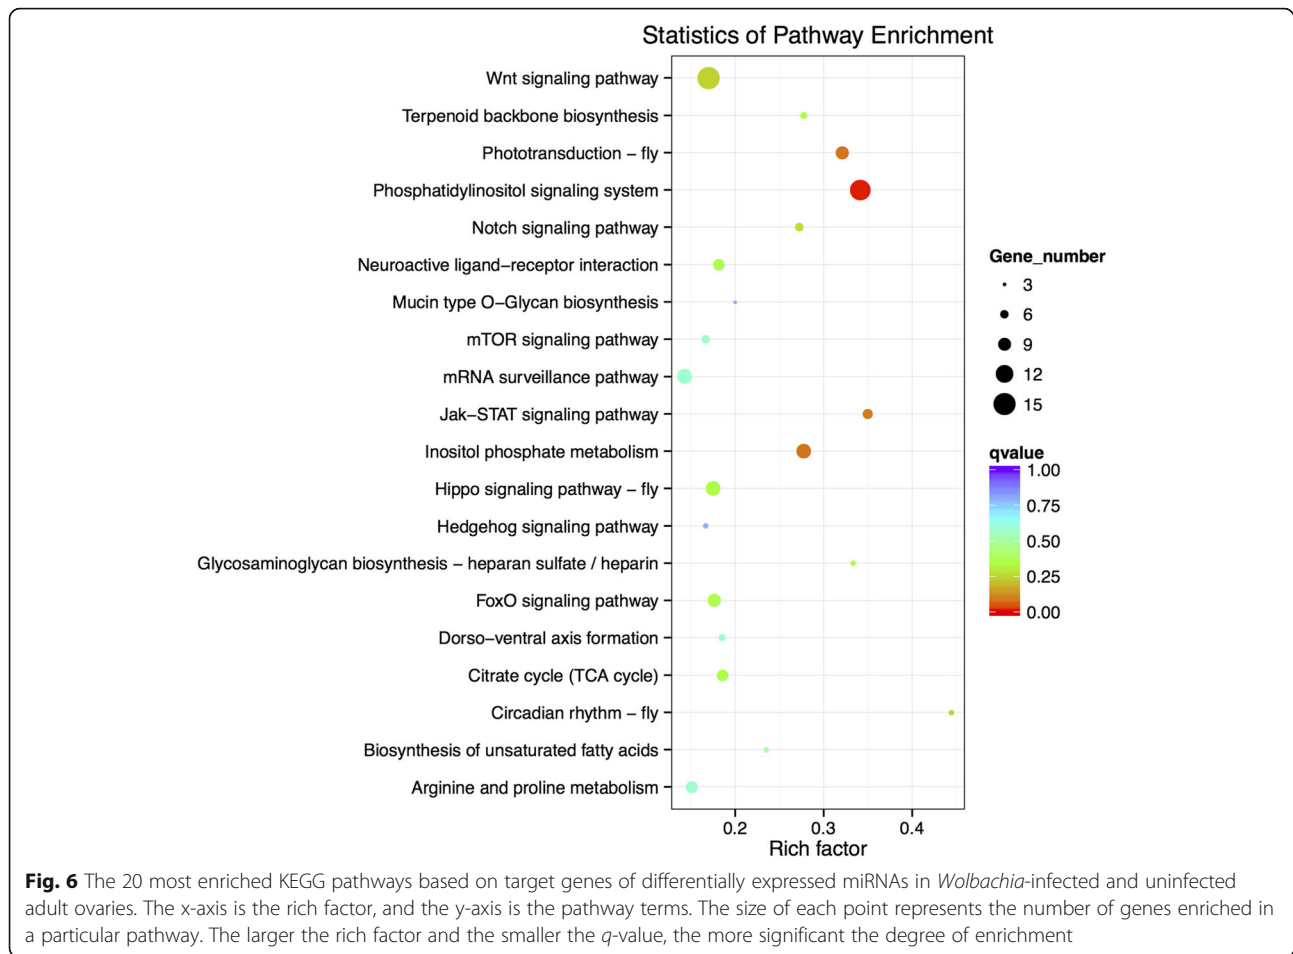 Statistics of Pathway Enrichment
Wnt signaling pathway
Terpenoid backbone biosynthesis
Phototransduction – fly
Phosphatidylinositol signaling system
Notch signaling pathway
Neuroactive ligand–receptor interaction
Mucin type O–Glycan biosynthesis
mTOR signaling pathway
mRNA surveillance pathway
Jak–STAT signaling pathway
Inositol phosphate metabolism
Hippo signaling pathway – fly
Hedgehog signaling pathway
Glycosaminoglycan biosynthesis – heparan sulfate / heparin
FoxO signaling pathway
Dorso–ventral axis formation
Citrate cycle (TCA cycle)
Circadian rhythm – fly
Biosynthesis of unsaturated fatty acids
Arginine and proline metabolism
0.2 0.3 0.4
Rich factor
Gene_number
3
6
9
12
15
qvalue
1.00
0.75
0.50
0.25
0.00
Fig. 6 The 20 most enriched KEGG pathways based on target genes of differentially expressed miRNAs in Wolbachia-infected and uninfected
adult ovaries. The x-axis is the rich factor, and the y-axis is the pathway terms. The size of each point represents the number of genes enriched in
a particular pathway. The larger the rich factor and the smaller the q-value, the more significant the degree of enrichment